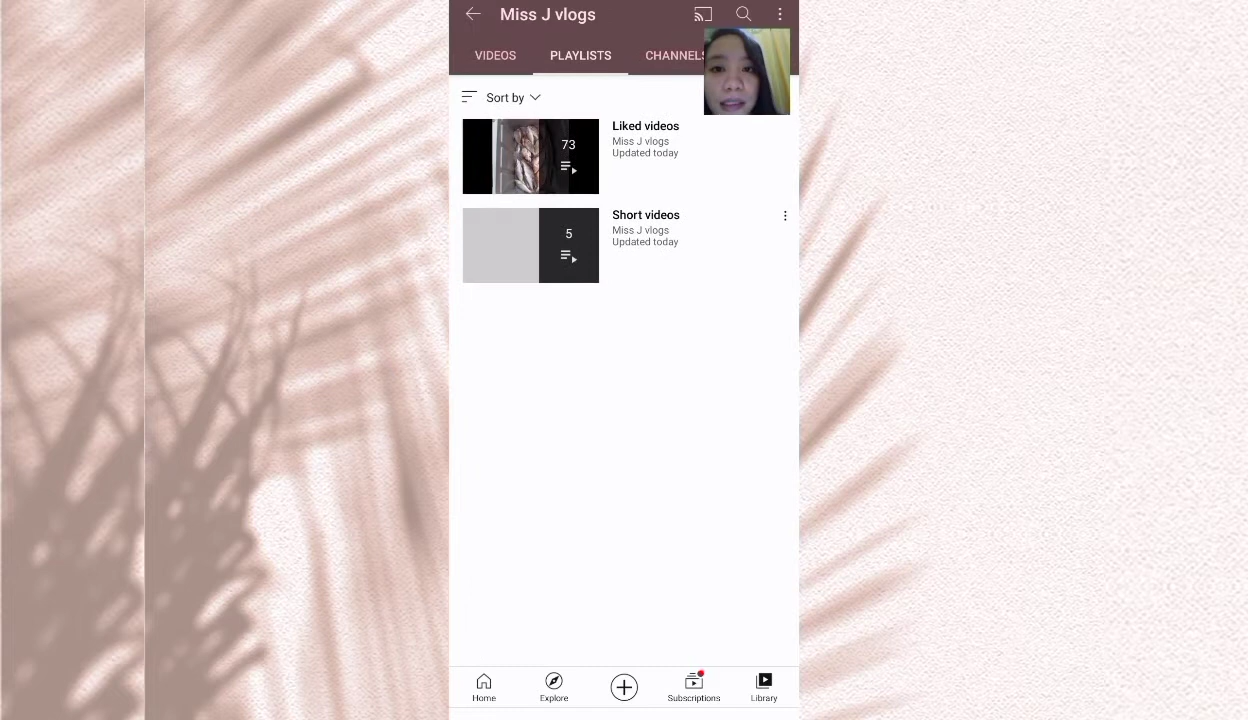 Miss J vlogs
VIDEOS PLAYLISTS CHANNELS
Sort by
73
Liked videos
Miss J vlogs
Updated today
5
Short videos
Miss J vlogs
Updated today
Home Explore Subscriptions Library